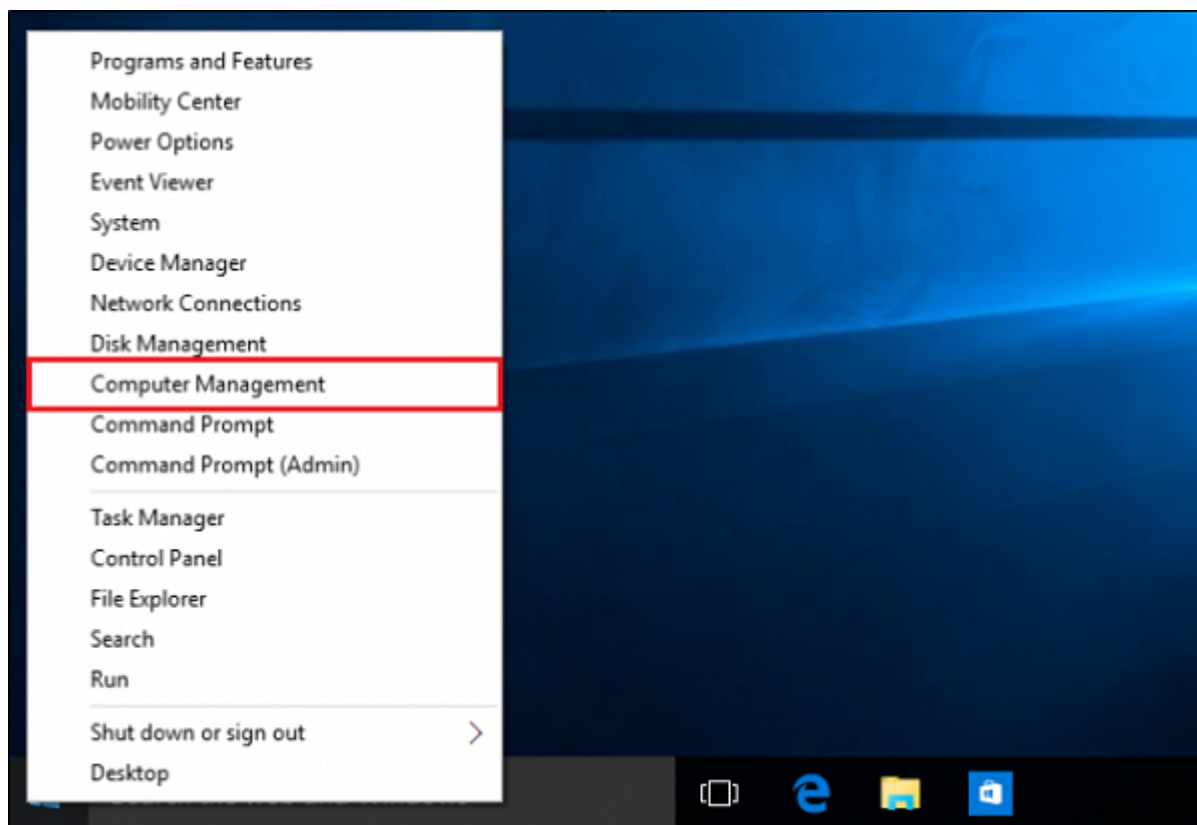 Programs and Features
Mobility Center
Power Options
Event Viewer
System
Device Manager
Network Connections
Disk Management
Computer Management
Command Prompt
Command Prompt (Admin)
Task Manager
Control Panel
File Explorer
Search
Run
Shut down or sign out
Desktop